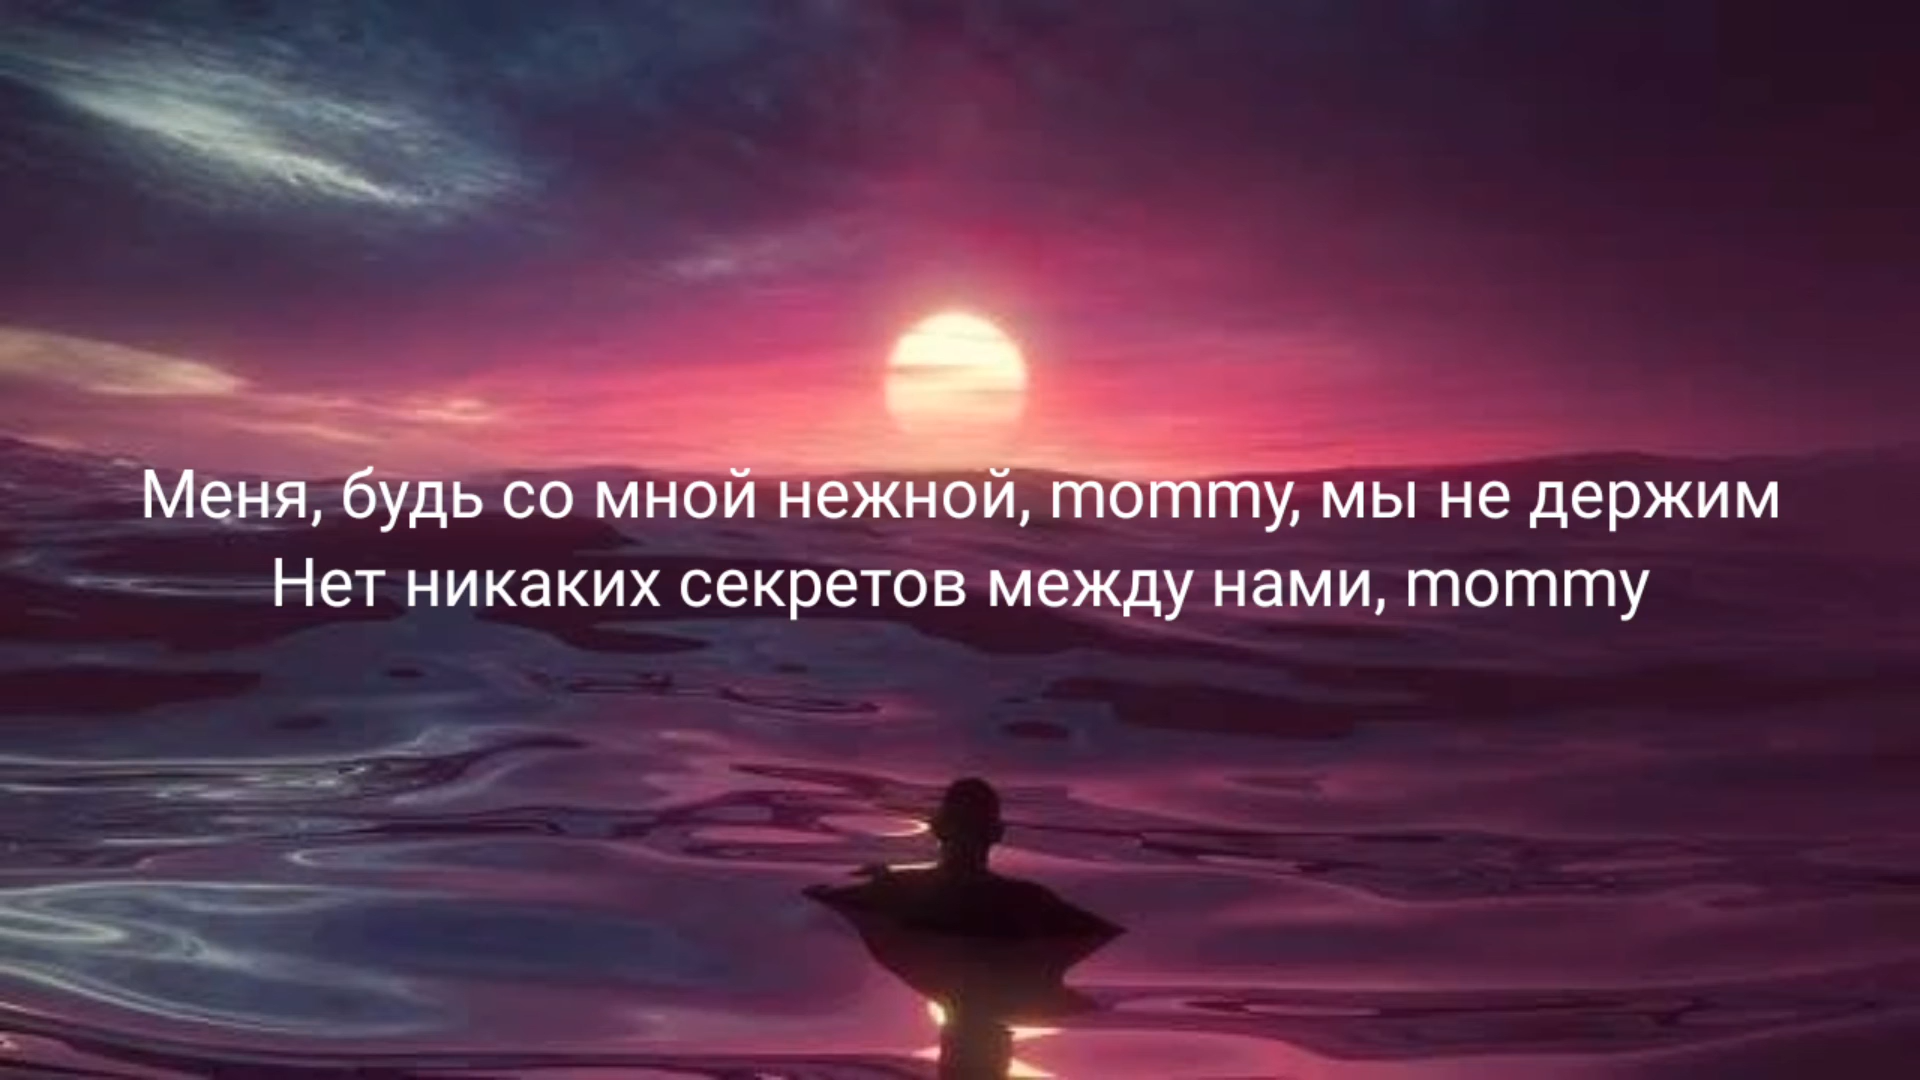 Меня, будь со мной нежной, mommy, мы не держим
Нет никаких секретов между нами, mommy